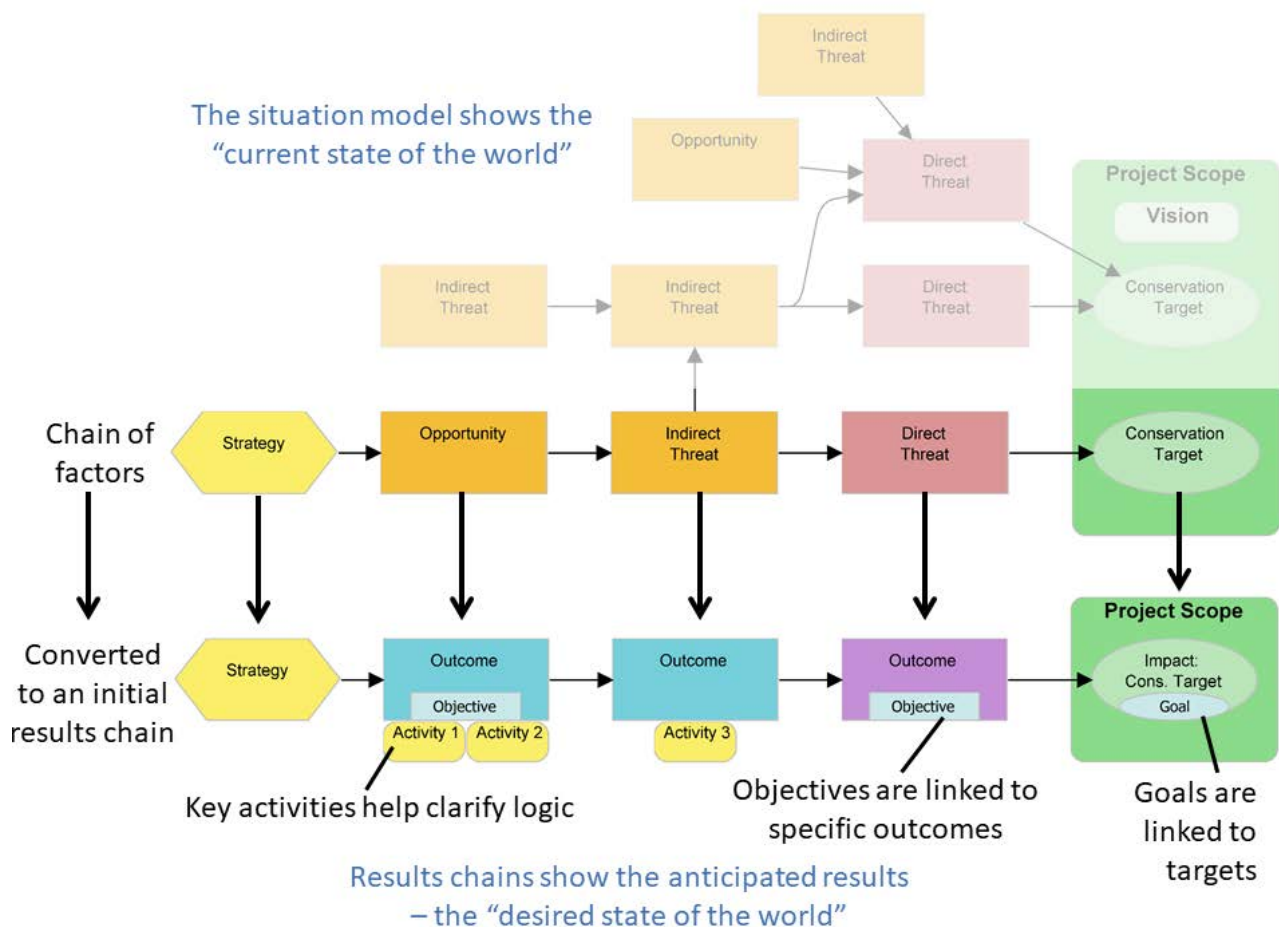 Indirect
Threat
The situation model shows the
“current state of the world”
Opportunity
Direct
Threat
Project Scope
Vision
Indirect
Threat
Indirect
Threat
Direct
Threat
Conservation
Target
Chain of
factors
Strategy
Opportunity
Indirect
Threat
Direct
Threat
Conservation
Target
Converted
to an initial
results chain
Strategy
Outcome
Objective
Activity 1
Activity 2
Outcome
Activity 3
Outcome
Objective
Project Scope
Impact:
Cons. Target
Goal
Key activities help clarify logic
Objectives are linked to
specific outcomes
Goals are
linked to
targets
Results chains show the anticipated results
– the “desired state of the world”